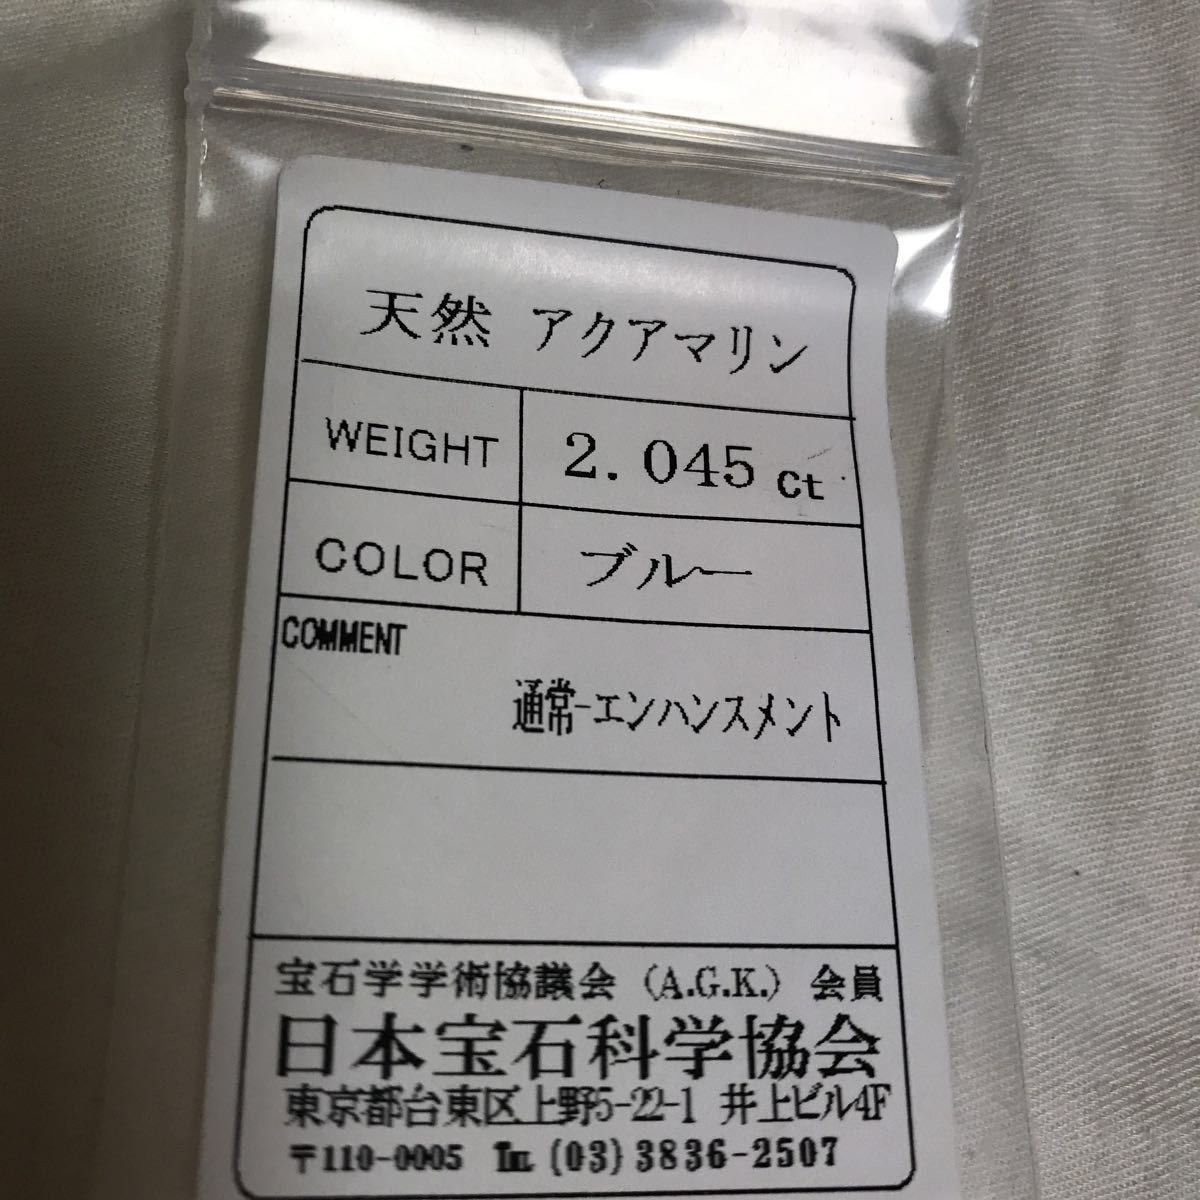 天然 アクアマリン
WEIGHT 2.045 ct
COLOR ブルー
COMMENT
通常-エンハンスメント
宝石学学術協議会 (A.G.K.) 会員
日本宝石科学協会
東京都台東区上野5-22-1 井上ビル4F
〒110-0005 ℡ (03) 3836-2507